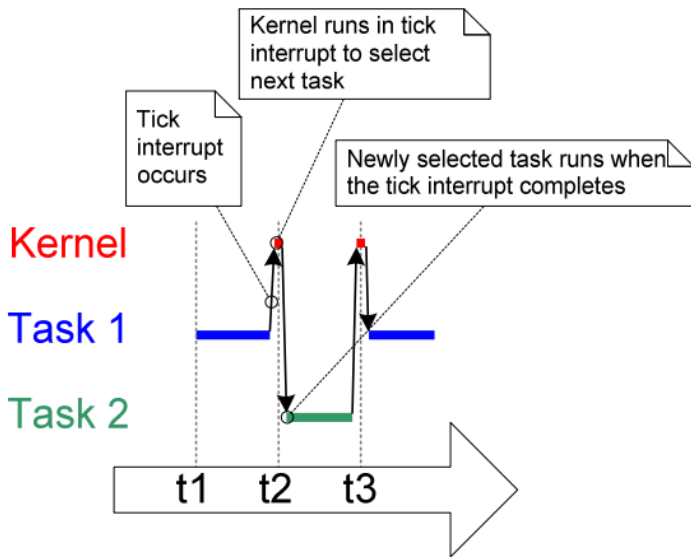 Kernel runs in tick
interrupt to select
next task
Tick
interrupt
occurs
Newly selected task runs when
the tick interrupt completes
Kernel
Task 1
Task 2
t1
t2
t3